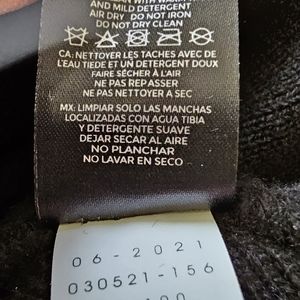 AND MILD DETERGENT
AIR DRY DO NOT IRON
DO NOT DRY CLEAN
CA: NETTOYER LES TACHES AVEC DE
L'EAU TIEDE ET UN DETERGENT DOUX
FAIRE SÉCHER À L'AIR
NE PAS REPASSER
NE PAS NETTOYER A SEC
MX: LIMPIAR SOLO LAS MANCHAS
LOCALIZADAS CON AGUA TIBIA
Y DETERGENTE SUAVE
DEJAR SECAR AL AIRE
NO PLANCHAR
NO LAVAR EN SECO
06-2021
030521-156